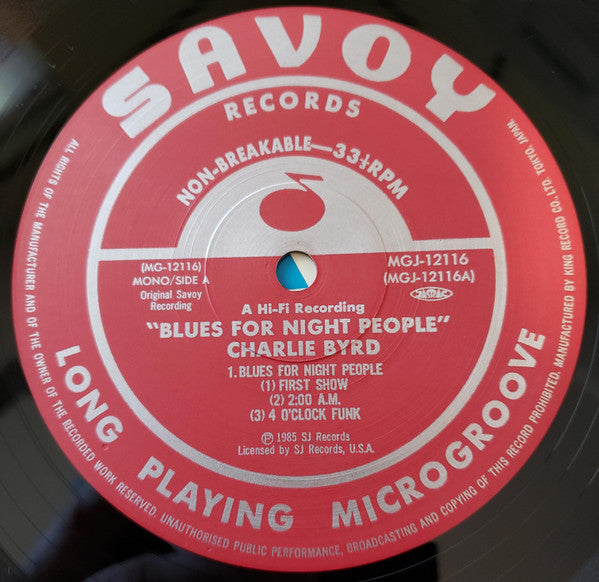 SAVOY
RECORDS
NON-BREAKABLE—33⅓RPM
(MG-12116)
MONO/SIDE A
Original Savoy
Recording
MGJ-12116
(MGJ-12116A)
A Hi-Fi Recording
"BLUES FOR NIGHT PEOPLE"
CHARLIE BYRD
1.BLUES FOR NIGHT PEOPLE
(1) FIRST SHOW
(2) 2:00 A.M.
(3) 4 O'CLOCK FUNK
Ⓟ 1985 SJ Records
Licensed by SJ Records, U.S.A.
LONG PLAYING MICROGROOVE
ALL RIGHTS OF THE MANUFACTURER AND OF THE OWNER OF THE RECORDED WORK RESERVED. UNAUTHORISED PUBLIC PERFORMANCE, BROADCASTING AND COPYING OF THIS RECORD PROHIBITED. MANUFACTURED BY KING RECORD CO., LTD. TOKYO, JAPAN.